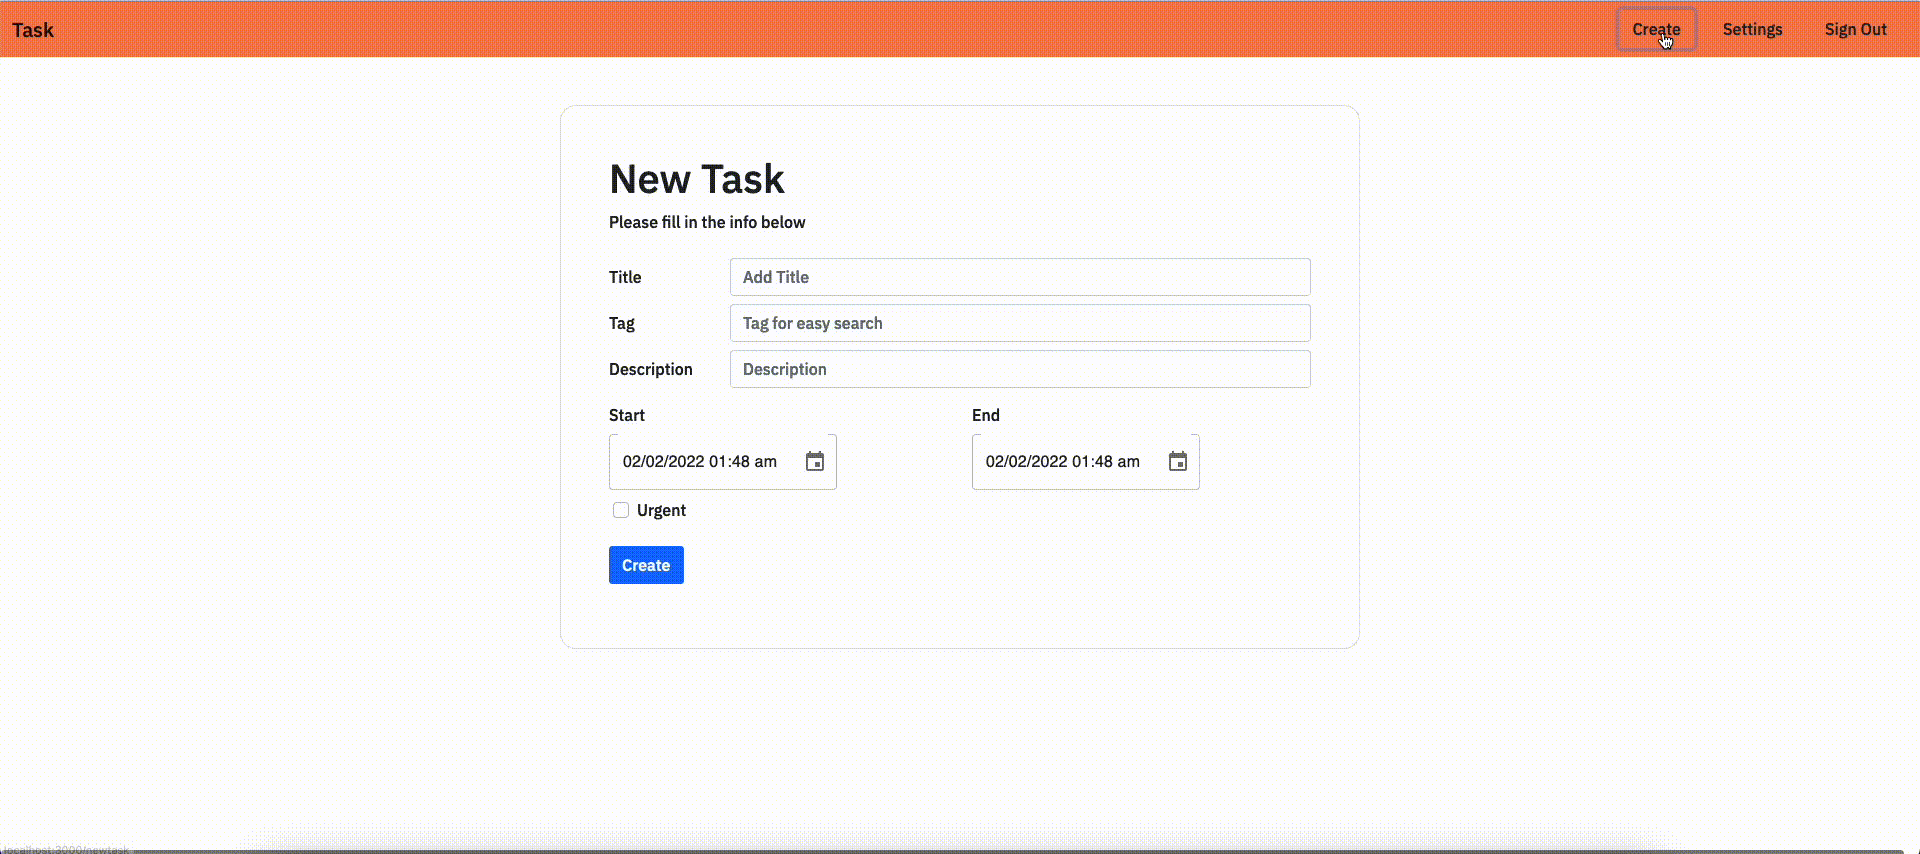 Task
Create
Settings
Sign Out
New Task
Please fill in the info below
Title
Add Title
Tag
Tag for easy search
Description
Description
Start
End
02/02/2022 01:48 am
02/02/2022 01:48 am
Urgent
Create
localhost:3000/newtask